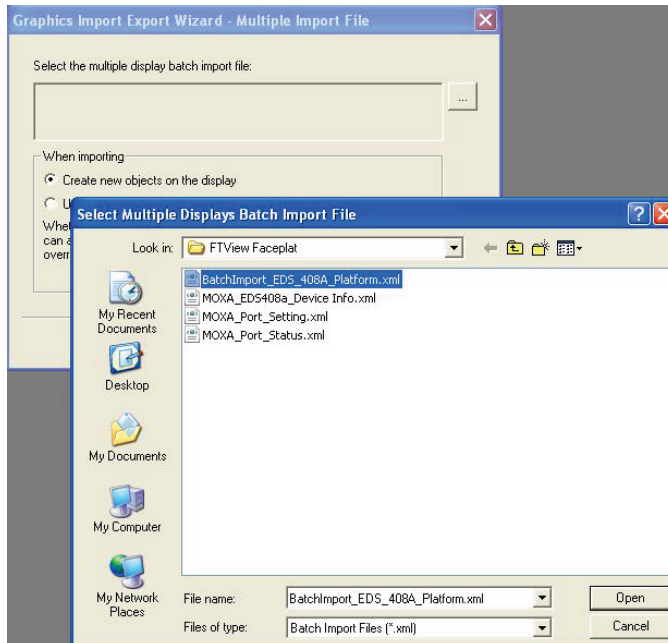 Graphics Import Export Wizard - Multiple Import File
Select the multiple display batch import file:
...
When importing
Create new objects on the display
Select Multiple Displays Batch Import File
Look in:
FTView Faceplat
BatchImport_EDS_408A_Platform.xml
MOXA_EDS408a_Device Info.xml
MOXA_Port_Setting.xml
MOXA_Port_Status.xml
My Recent
Documents
Desktop
My Documents
My Computer
My Network
Places
File name:
BatchImport_EDS_408A_Platform.xml
Open
Files of type:
Batch Import Files (*.xml)
Cancel